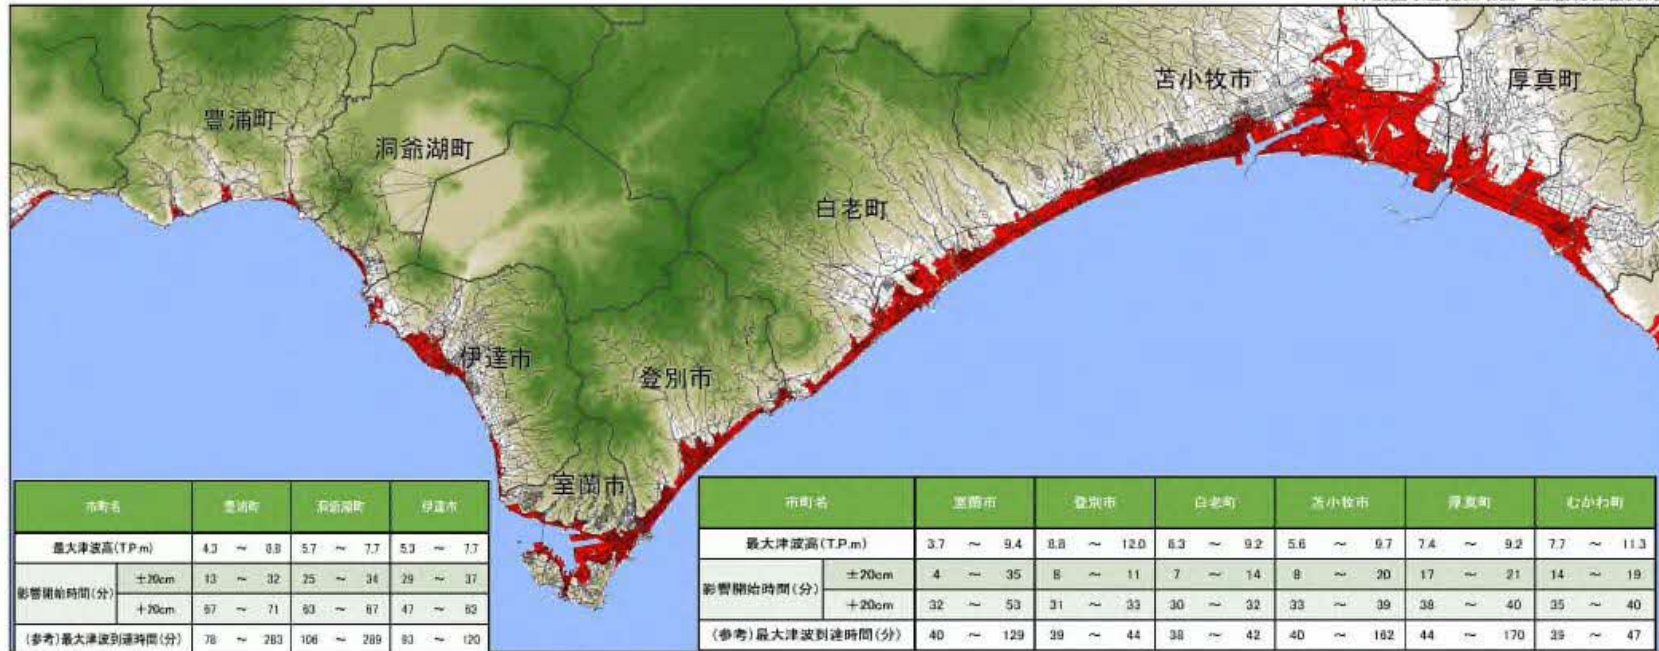 苫小牧市 厚真町
豊浦町
洞爺湖町
白老町
伊達市
登別市
室蘭市
市町名 豊浦町 洞爺湖町 伊達市
最大津波高(T.P.m) 4.3 ～ 8.8 5.7 ～ 7.7 5.3 ～ 7.7
影響開始時間(分) ±20cm 13 ～ 32 25 ～ 34 29 ～ 37
+20cm 67 ～ 71 63 ～ 67 47 ～ 63
(参考)最大津波到達時間(分) 78 ～ 283 106 ～ 289 83 ～ 120
市町名 室蘭市 登別市 白老町 苫小牧市 厚真町 むかわ町
最大津波高(T.P.m) 3.7 ～ 9.4 8.8 ～ 12.0 8.3 ～ 9.2 5.6 ～ 9.7 7.4 ～ 9.2 7.7 ～ 11.3
影響開始時間(分) ±20cm 4 ～ 35 8 ～ 11 7 ～ 14 8 ～ 20 17 ～ 21 14 ～ 19
+20cm 32 ～ 53 31 ～ 33 30 ～ 32 33 ～ 39 38 ～ 40 35 ～ 40
(参考)最大津波到達時間(分) 40 ～ 129 39 ～ 44 38 ～ 42 40 ～ 162 44 ～ 170 39 ～ 47